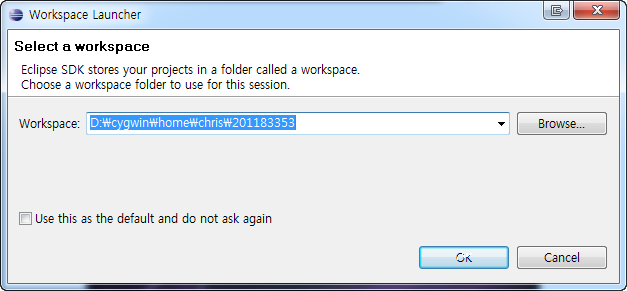 Workspace Launcher
Select a workspace
Eclipse SDK stores your projects in a folder called a workspace.
Choose a workspace folder to use for this session.
Workspace: D:₩cygwin₩home₩chris₩201183353 Browse...
Use this as the default and do not ask again
OK Cancel